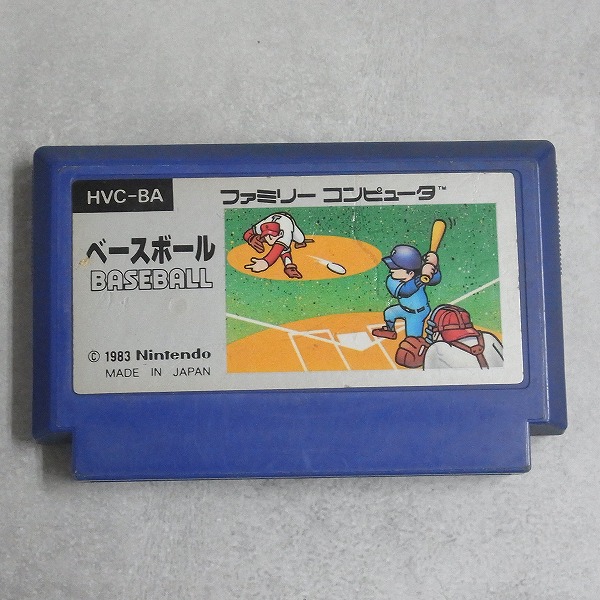 HVC-BA
ファミリー コンピュータ™
ベースボール
BASEBALL
© 1983 Nintendo
MADE IN JAPAN